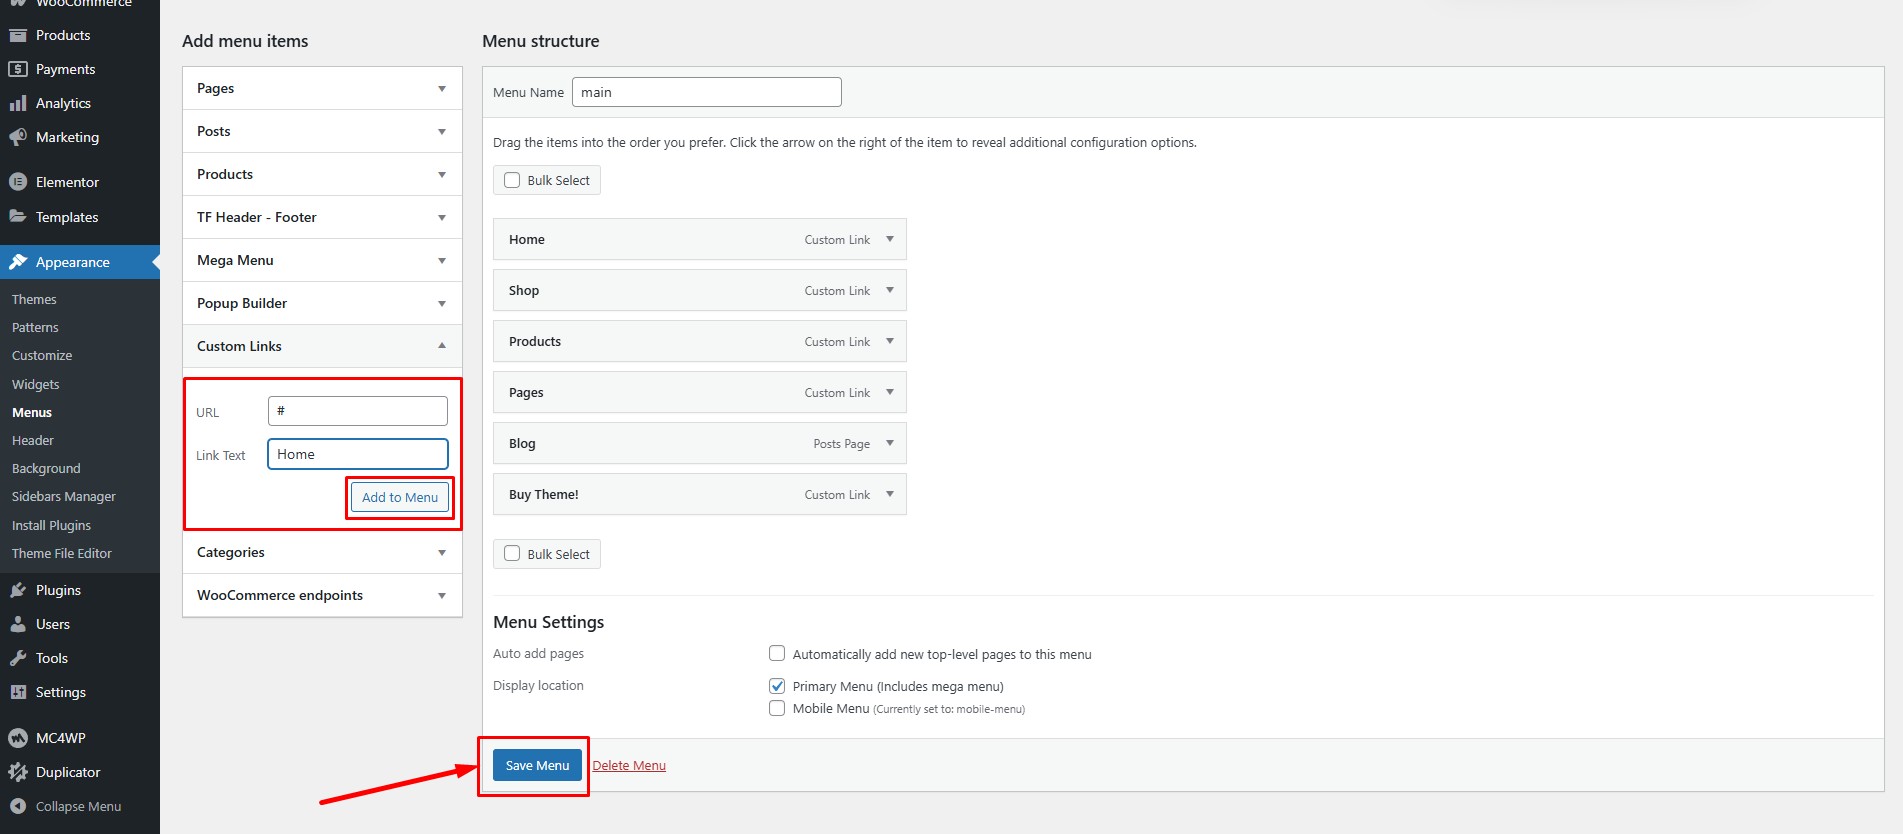 WooCommerce
Products
Payments
Analytics
Marketing
Elementor
Templates
Appearance
Themes
Patterns
Customize
Widgets
Menus
Header
Background
Sidebars Manager
Install Plugins
Theme File Editor
Plugins
Users
Tools
Settings
MC4WP
Duplicator
Collapse Menu
Add menu items
Pages
Posts
Products
TF Header - Footer
Mega Menu
Popup Builder
Custom Links
URL #
Link Text Home
Add to Menu
Categories
WooCommerce endpoints
Menu structure
Menu Name main
Drag the items into the order you prefer. Click the arrow on the right of the item to reveal additional configuration options.
Bulk Select
Home Custom Link
Shop Custom Link
Products Custom Link
Pages Custom Link
Blog Posts Page
Buy Theme! Custom Link
Bulk Select
Menu Settings
Auto add pages Automatically add new top-level pages to this menu
Display location Primary Menu (Includes mega menu)
Mobile Menu (Currently set to: mobile-menu)
Save Menu Delete Menu